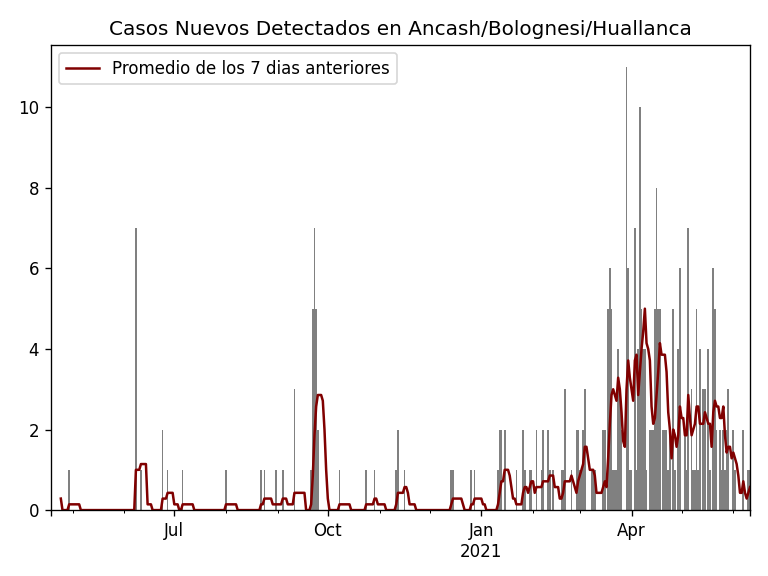 Casos Nuevos Detectados en Ancash/Bolognesi/Huallanca
Promedio de los 7 dias anteriores
10
8
6
4
2
0
Jul
Oct
Jan
Apr
2021